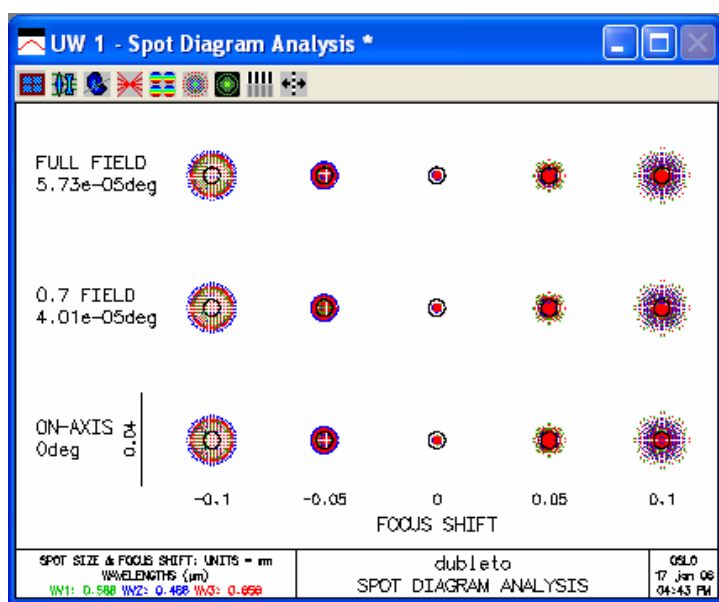 UW 1 - Spot Diagram Analysis *
FULL FIELD
5.73e-05deg
0.7 FIELD
4.01e-05deg
ON-AXIS
0deg
0.04
-0.1 -0.05 0 0.05 0.1
FOCUS SHIFT
SPOT SIZE & FOCUS SHIFT: UNITS = mm
WAVELENGTHS (µm)
WV1: 0.588 WV2: 0.486 WV3: 0.656
dubleto
SPOT DIAGRAM ANALYSIS
OSLO
17 jan 06
04:43 PM